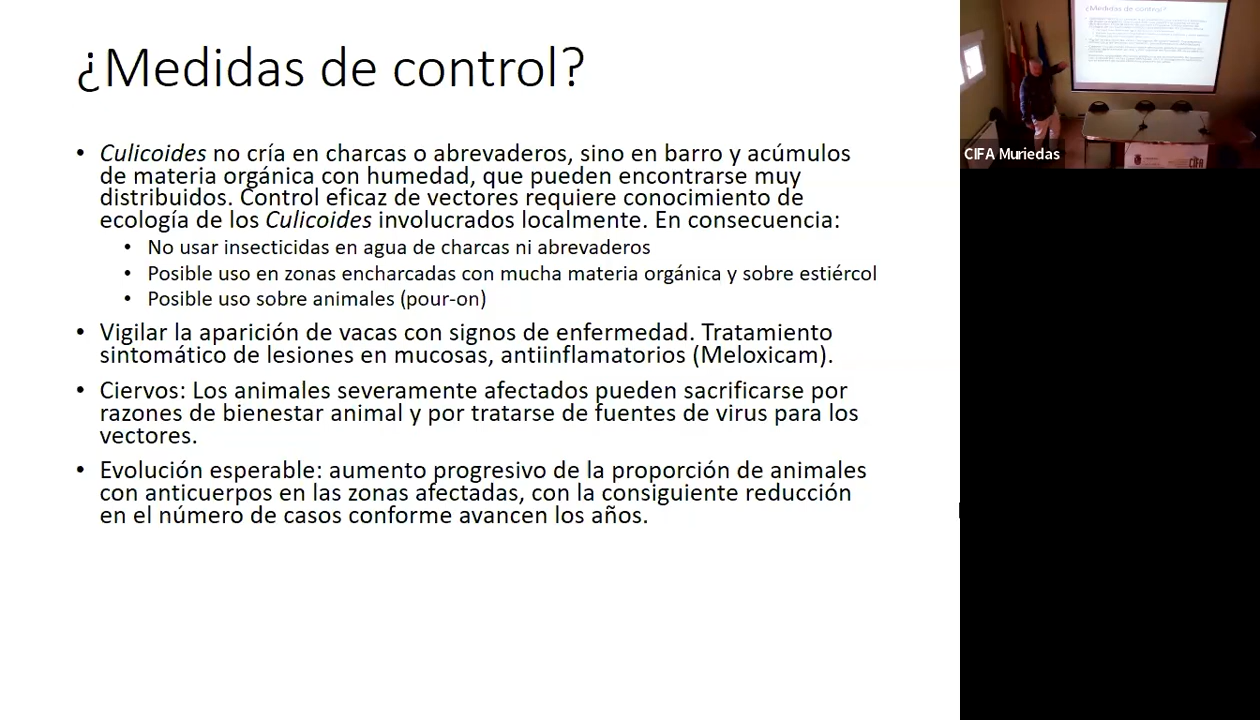 ¿Medidas de control?
• Culicoides no cría en charcas o abrevaderos, sino en barro y acúmulos
de materia orgánica con humedad, que pueden encontrarse muy
distribuidos. Control eficaz de vectores requiere conocimiento de
ecología de los Culicoides involucrados localmente. En consecuencia:
• No usar insecticidas en agua de charcas ni abrevaderos
• Posible uso en zonas encharcadas con mucha materia orgánica y sobre estiércol
• Posible uso sobre animales (pour-on)
• Vigilar la aparición de vacas con signos de enfermedad. Tratamiento
sintomático de lesiones en mucosas, antiinflamatorios (Meloxicam).
• Ciervos: Los animales severamente afectados pueden sacrificarse por
razones de bienestar animal y por tratarse de fuentes de virus para los
vectores.
• Evolución esperable: aumento progresivo de la proporción de animales
con anticuerpos en las zonas afectadas, con la consiguiente reducción
en el número de casos conforme avancen los años.
¿Medidas de control?
CIFA
CIFA Muriedas